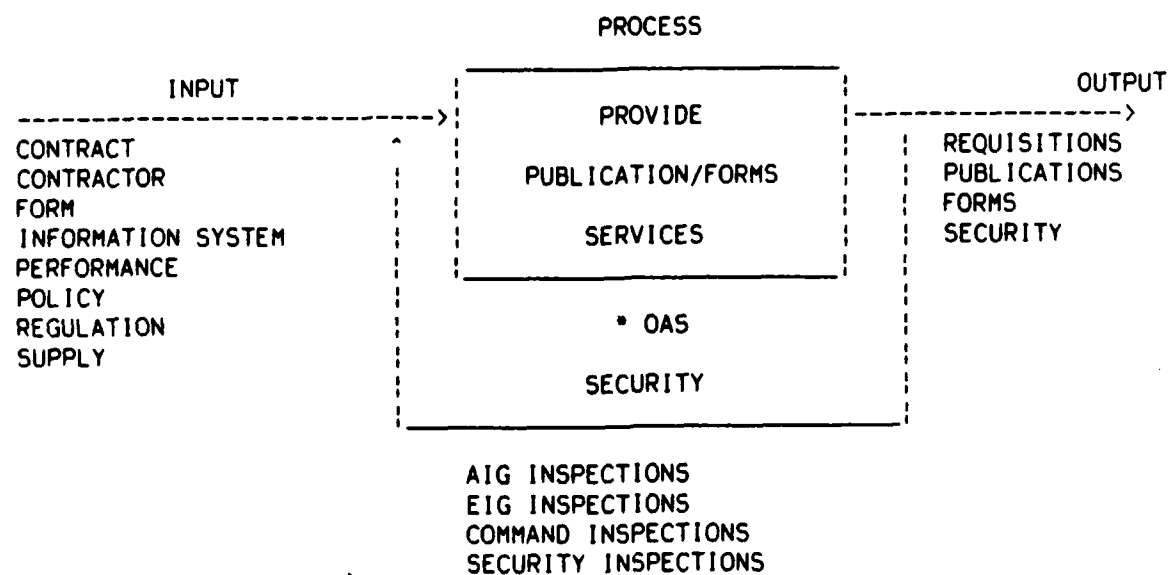 PROCESS
INPUT
OUTPUT
PROVIDE
PUBLICATION/FORMS
SERVICES
CONTRACT
CONTRACTOR
FORM
INFORMATION SYSTEM
PERFORMANCE
POLICY
REGULATION
SUPPLY
REQUISITIONS
PUBLICATIONS
FORMS
SECURITY
* OAS
SECURITY
AIG INSPECTIONS
EIG INSPECTIONS
COMMAND INSPECTIONS
SECURITY INSPECTIONS